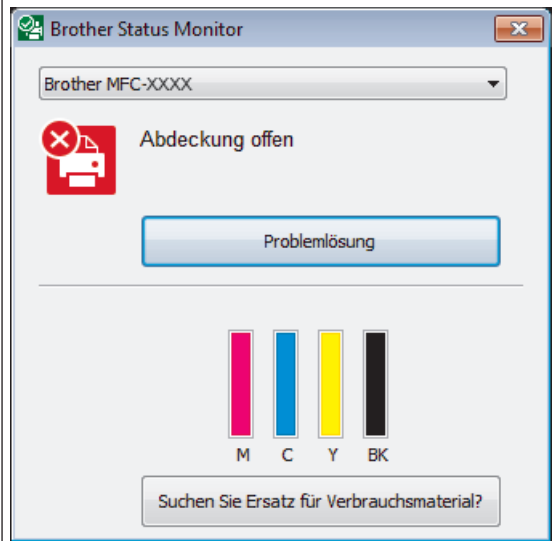 Brother Status Monitor
Brother MFC-XXXX
Abdeckung offen
Problemlösung
M C Y BK
Suchen Sie Ersatz für Verbrauchsmaterial?